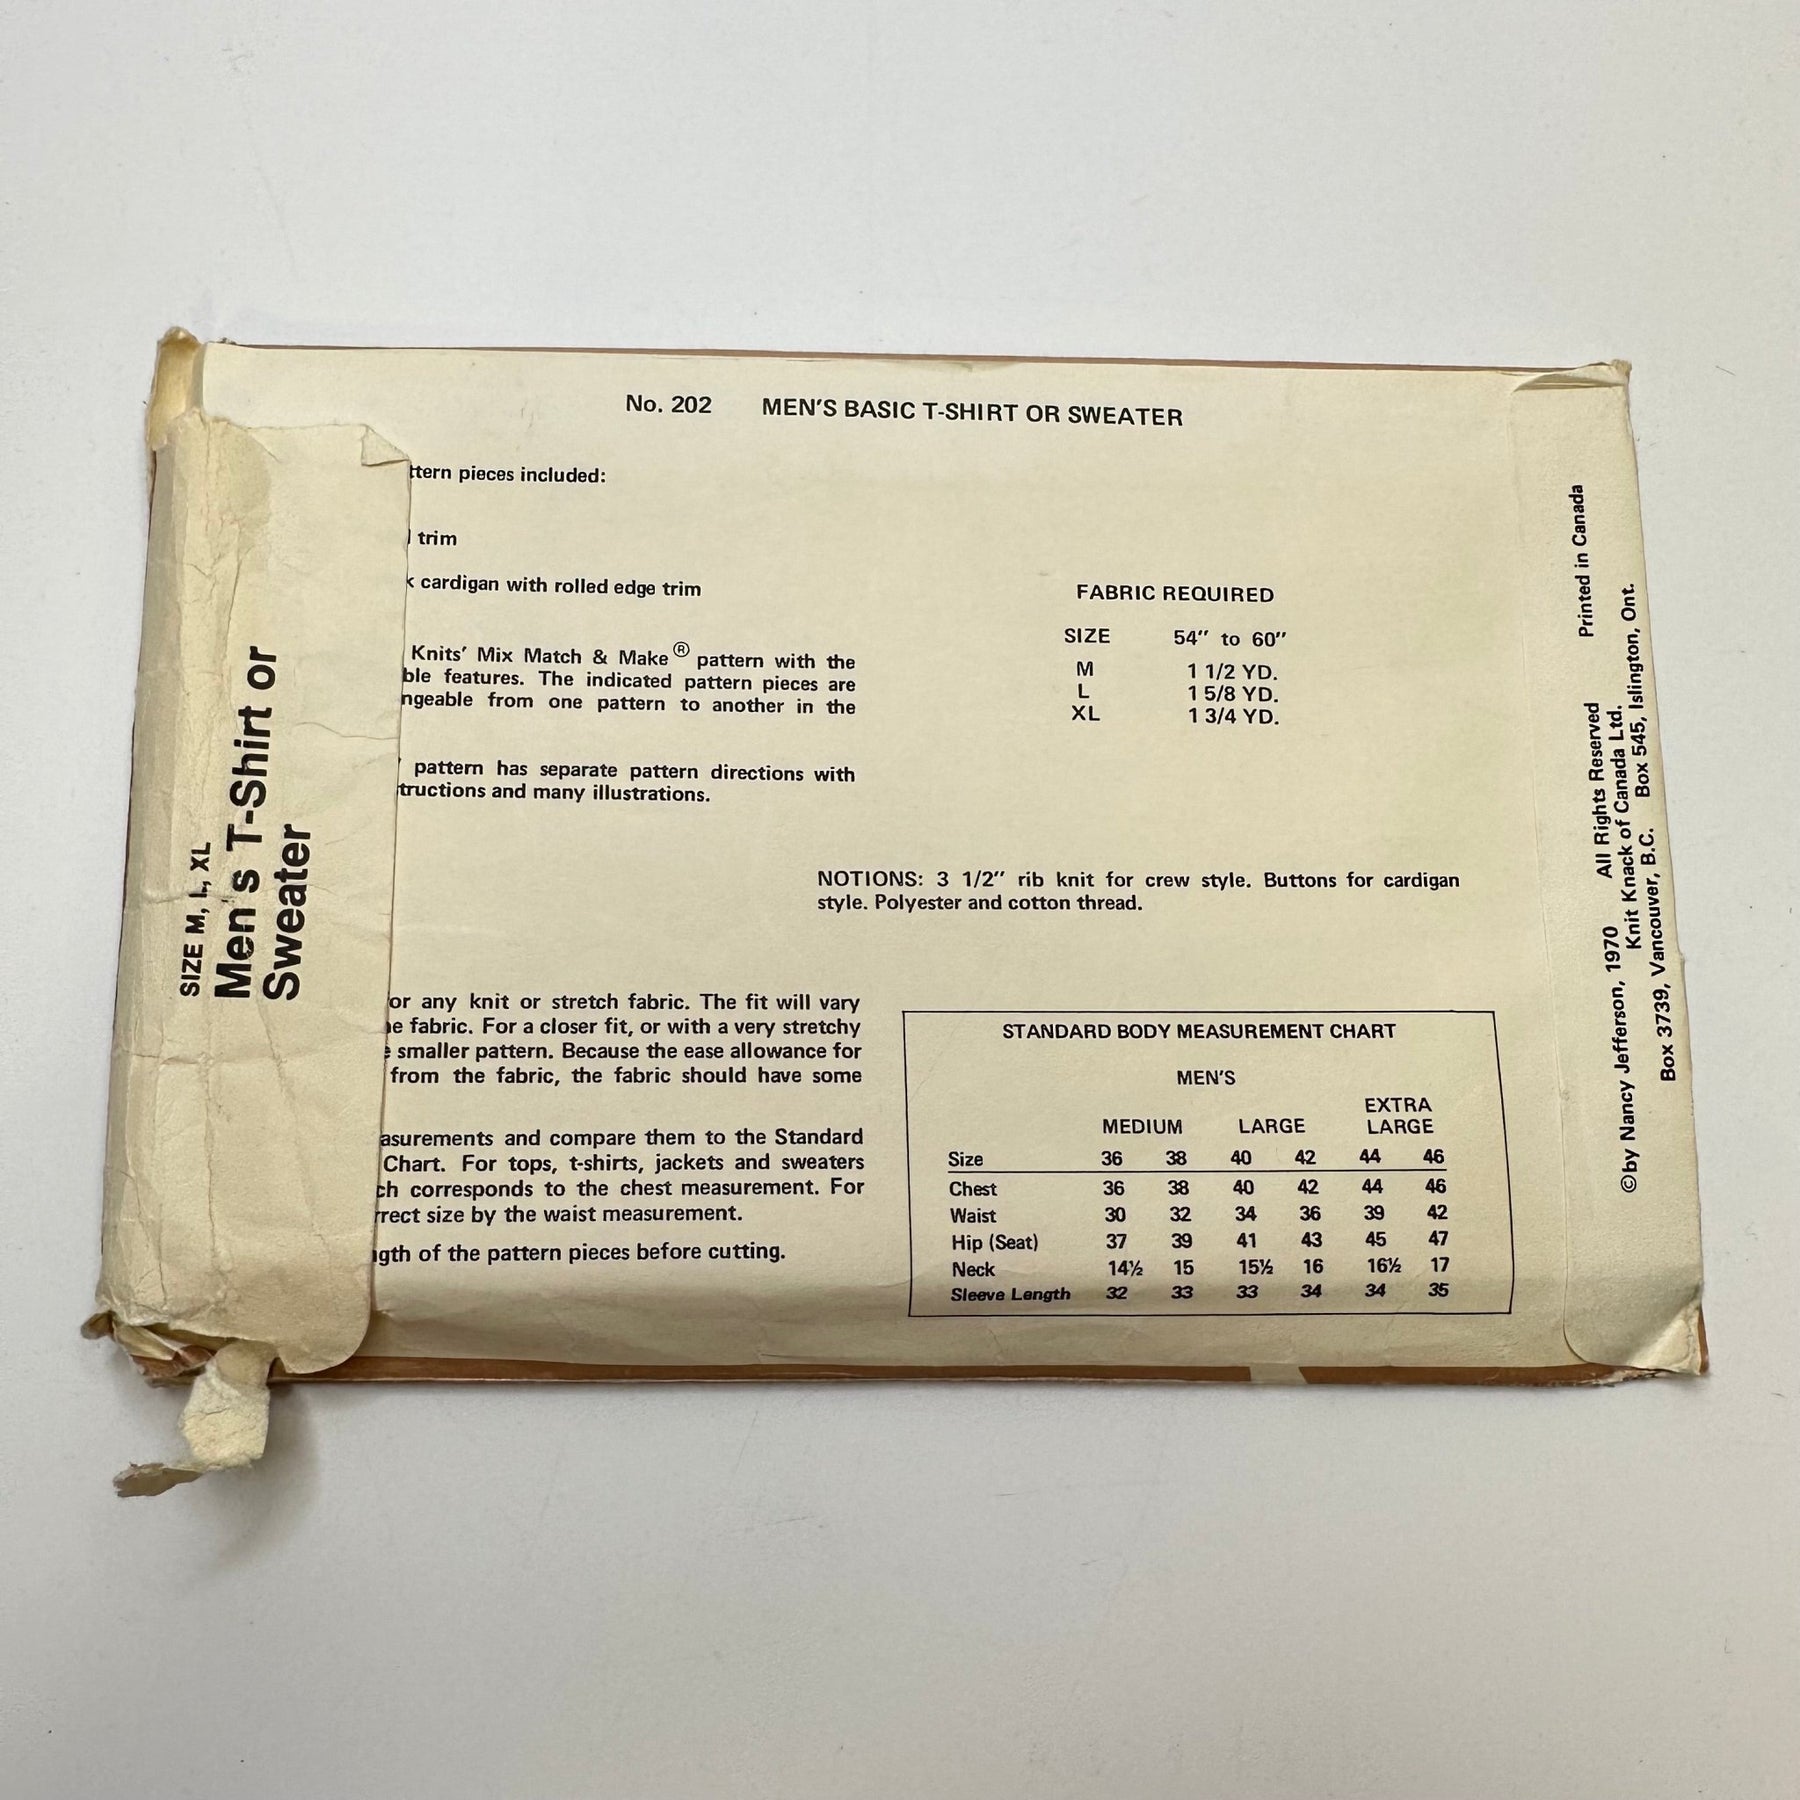 No. 202 MEN'S BASIC T-SHIRT OR SWEATER
ttern pieces included:
trim
cardigan with rolled edge trim
Knits' Mix Match & Make® pattern with the
ble features. The indicated pattern pieces are
ngeable from one pattern to another in the
pattern has separate pattern directions with
tructions and many illustrations.
FABRIC REQUIRED
SIZE 54" to 60"
M 1 1/2 YD.
L 1 5/8 YD.
XL 1 3/4 YD.
NOTIONS: 3 1/2" rib knit for crew style. Buttons for cardigan
style. Polyester and cotton thread.
or any knit or stretch fabric. The fit will vary
e fabric. For a closer fit, or with a very stretchy
smaller pattern. Because the ease allowance for
from the fabric, the fabric should have some
asurements and compare them to the Standard
Chart. For tops, t-shirts, jackets and sweaters
ch corresponds to the chest measurement. For
rrect size by the waist measurement.
gth of the pattern pieces before cutting.
STANDARD BODY MEASUREMENT CHART
MEN'S
MEDIUM LARGE EXTRA LARGE
Size 36 38 40 42 44 46
Chest 36 38 40 42 44 46
Waist 30 32 34 36 39 42
Hip (Seat) 37 39 41 43 45 47
Neck 14½ 15 15½ 16 16½ 17
Sleeve Length 32 33 33 34 34 35
SIZE M, L, XL
Men's T-Shirt or
Sweater
Printed in Canada
©by Nancy Jefferson, 1970 All Rights Reserved
Knit Knack of Canada Ltd.
Box 3739, Vancouver, B.C. Box 545, Islington, Ont.